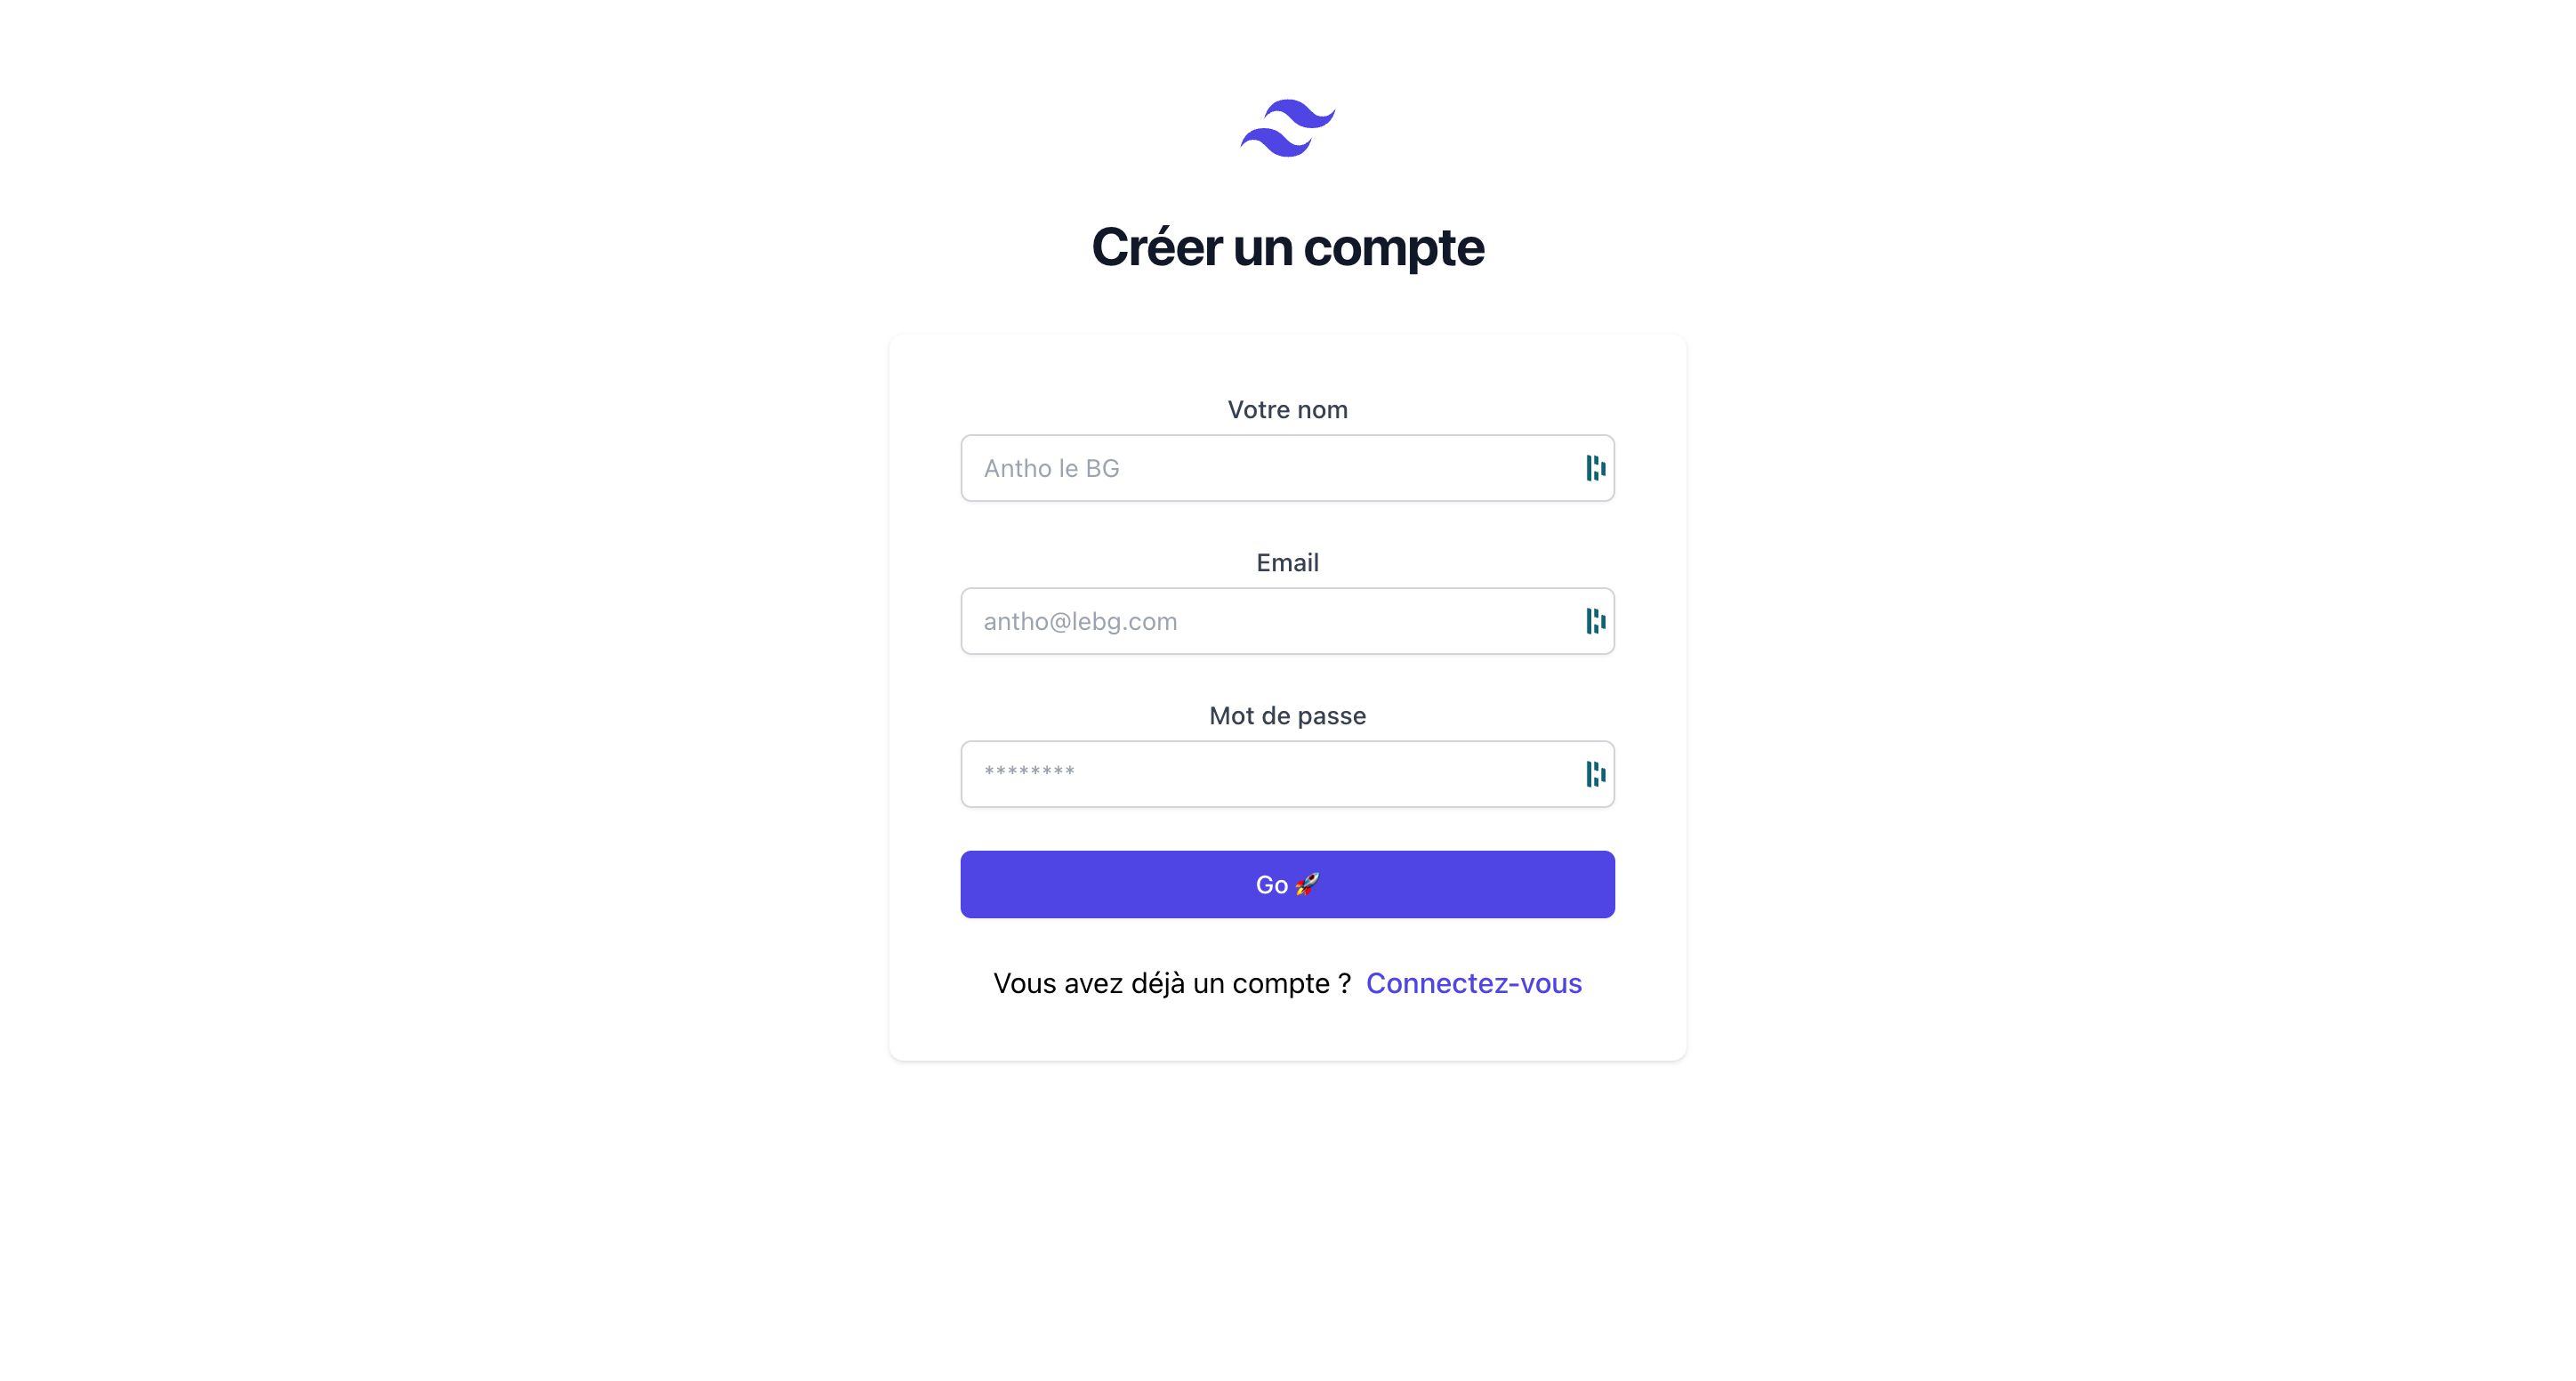 Créer un compte
Votre nom
Antho le BG
Email
antho@lebg.com
Mot de passe
********
Go 🚀
Vous avez déjà un compte ? Connectez-vous